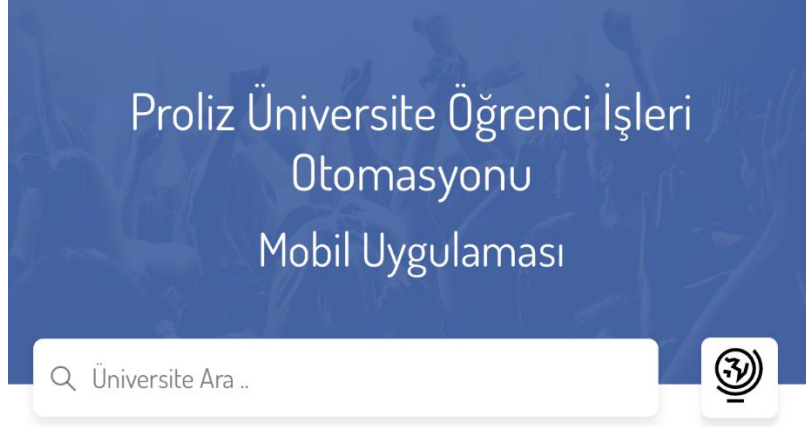 Proliz Üniversite Öğrenci İşleri
Otomasyonu
Mobil Uygulaması
Üniversite Ara ..